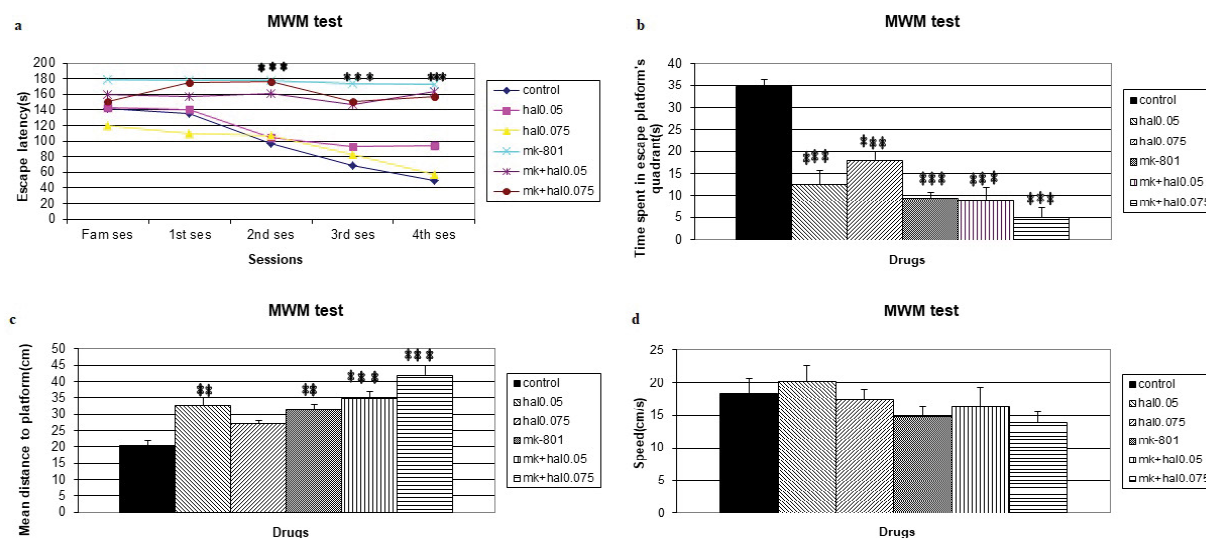 a
MWM test
Escape latency(s)
200
180
160
140
120
100
80
60
40
20
0
*** *** ***
Fam ses 1st ses 2nd ses 3rd ses 4th ses
Sessions
control
hal0.05
hal0.075
mk-801
mk+hal0.05
mk+hal0.075
b
MWM test
Time spent in escape platform's
quadrant(s)
40
35
30
25
20
15
10
5
0
*** *** *** *** ***
Drugs
control
hal0.05
hal0.075
mk-801
mk+hal0.05
mk+hal0.075
c
MWM test
Mean distance to platform(cm)
50
45
40
35
30
25
20
15
10
5
0
** ** *** ***
Drugs
control
hal0.05
hal0.075
mk-801
mk+hal0.05
mk+hal0.075
d
MWM test
Speed(cm/s)
25
20
15
10
5
0
Drugs
control
hal0.05
hal0.075
mk-801
mk+hal0.05
mk+hal0.075